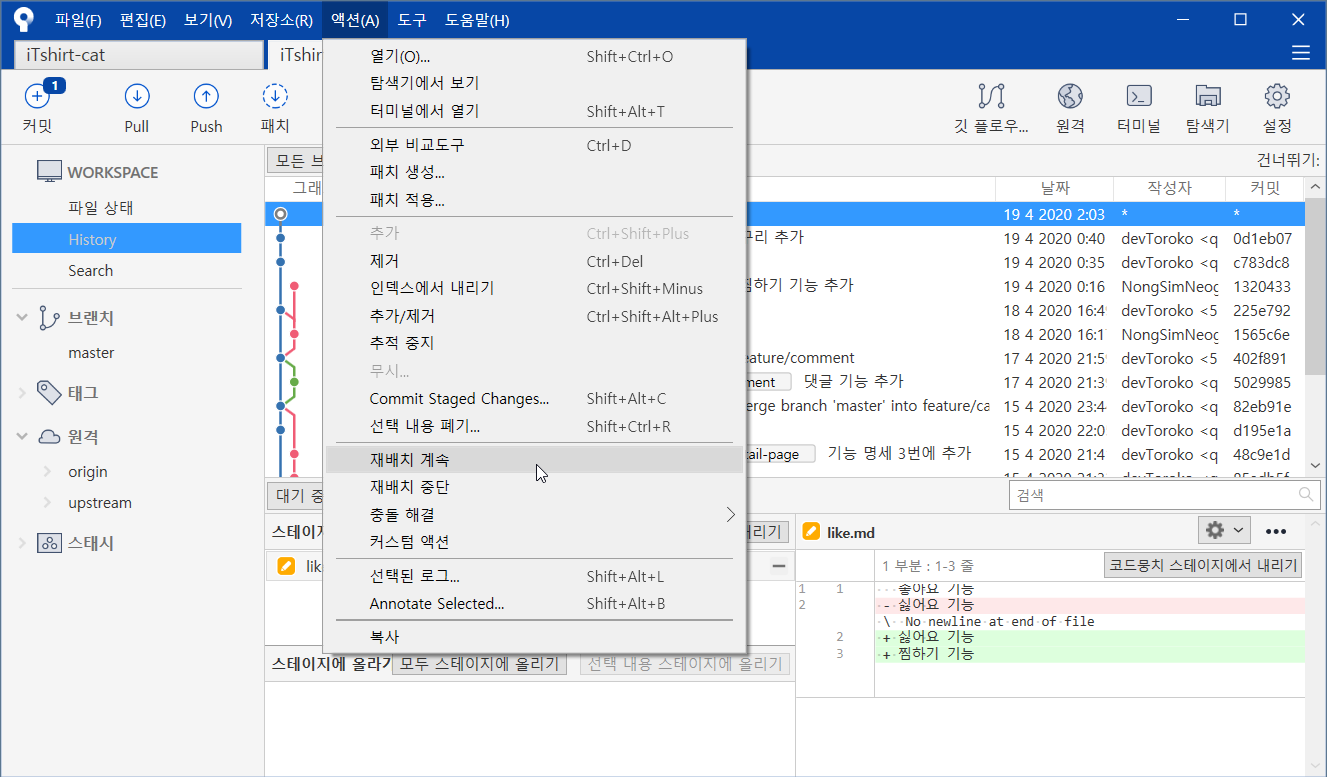 파일(F) 편집(E) 보기(V) 저장소(R) 액션(A) 도구 도움말(H)
iTshirt-cat
iTshir
1
커밋 Pull Push 패치 깃 플로우... 원격 터미널 탐색기 설정
열기(O)... Shift+Ctrl+O
탐색기에서 보기
터미널에서 열기 Shift+Alt+T
외부 비교도구 Ctrl+D
패치 생성...
패치 적용...
추가 Ctrl+Shift+Plus
제거 Ctrl+Del
인덱스에서 내리기 Ctrl+Shift+Minus
추가/제거 Ctrl+Shift+Alt+Plus
추적 중지
무시...
Commit Staged Changes... Shift+Alt+C
선택 내용 폐기... Shift+Ctrl+R
재배치 계속
재배치 중단
충돌 해결
커스텀 액션
선택된 로그... Shift+Alt+L
Annotate Selected... Shift+Alt+B
복사
WORKSPACE
파일 상태
History
Search
브랜치
master
태그
원격
origin
upstream
스태시
모든 브
건너뛰기:
그래
날짜 작성자 커밋
19 4 2020 2:03 * *
추가 19 4 2020 0:40 devToroko <q 0d1eb07
19 4 2020 0:35 devToroko <q c783dc8
찜하기 기능 추가 19 4 2020 0:16 NongSimNeog 1320433
18 4 2020 16:4 devToroko <5 225e792
18 4 2020 16:1 NongSimNeog 1565c6e
eature/comment 17 4 2020 21:5 devToroko <5 402f891
ment 댓글 기능 추가 17 4 2020 21:3 devToroko <q 5029985
erge branch 'master' into feature/ca 15 4 2020 23:4 devToroko <q 82eb91e
15 4 2020 22:0 devToroko <q d195e1a
tail-page 기능 명세 3번에 추가 15 4 2020 21:4 devToroko <q 48c9e1d
대기 중
검색
스테이지
내리기
like.md
lik
1 부분 : 1-3 줄
코드뭉치 스테이지에서 내리기
1 1 좋아요 기능
2 - 싫어요 기능
\ No newline at end of file
2 + 싫어요 기능
3 + 찜하기 기능
스테이지에 올라가
모두 스테이지에 올리기
선택 내용 스테이지에 올리기